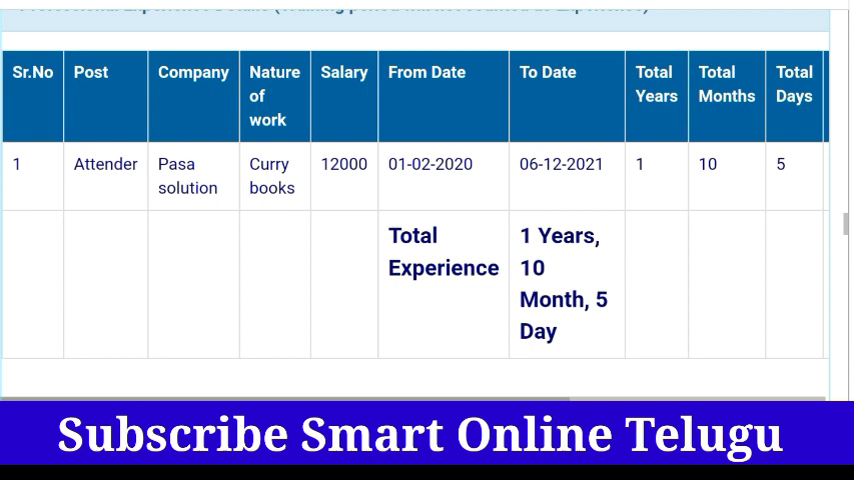 Sr.No Post Company Nature of work Salary From Date To Date Total Years Total Months Total Days
1 Attender Pasa solution Curry books 12000 01-02-2020 06-12-2021 1 10 5
Total Experience 1 Years, 10 Month, 5 Day
Subscribe Smart Online Telugu